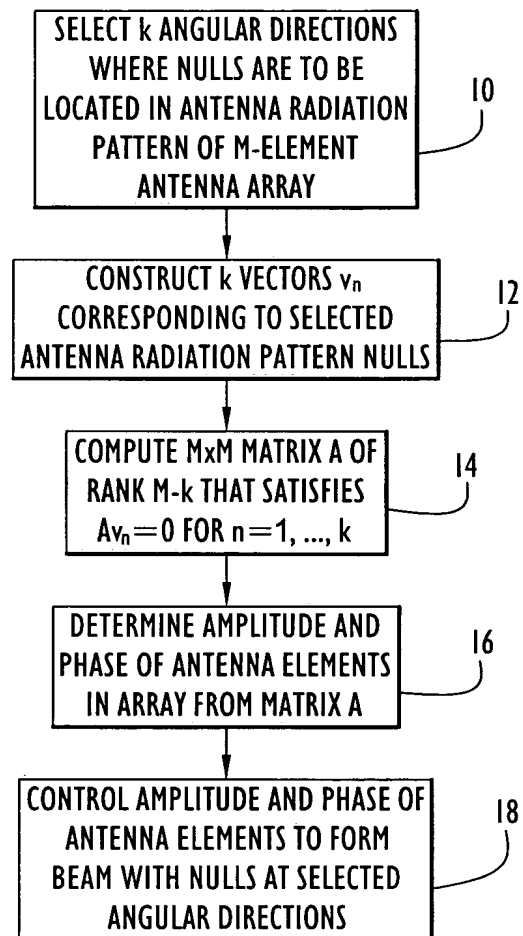 SELECT k ANGULAR DIRECTIONS
WHERE NULLS ARE TO BE
LOCATED IN ANTENNA RADIATION
PATTERN OF M-ELEMENT
ANTENNA ARRAY
10
CONSTRUCT k VECTORS vn
CORRESPONDING TO SELECTED
ANTENNA RADIATION PATTERN NULLS
12
COMPUTE MxM MATRIX A OF
RANK M-k THAT SATISFIES
Avn=0 FOR n=1, ..., k
14
DETERMINE AMPLITUDE AND
PHASE OF ANTENNA ELEMENTS
IN ARRAY FROM MATRIX A
16
CONTROL AMPLITUDE AND PHASE OF
ANTENNA ELEMENTS TO FORM
BEAM WITH NULLS AT SELECTED
ANGULAR DIRECTIONS
18